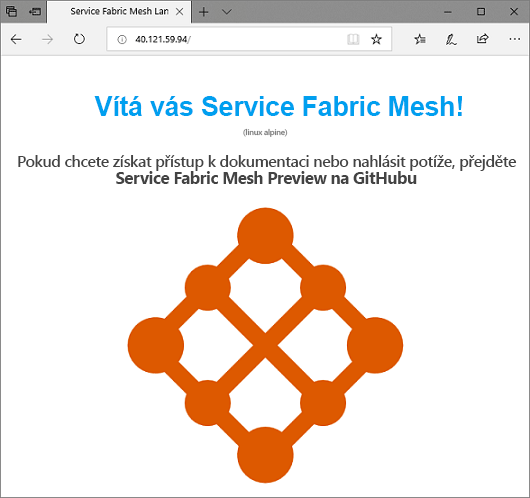 Service Fabric Mesh Lan
40.121.59.94/
Vítá vás Service Fabric Mesh!
(linux alpine)
Pokud chcete získat přístup k dokumentaci nebo nahlásit potíže, přejděte
Service Fabric Mesh Preview na GitHubu